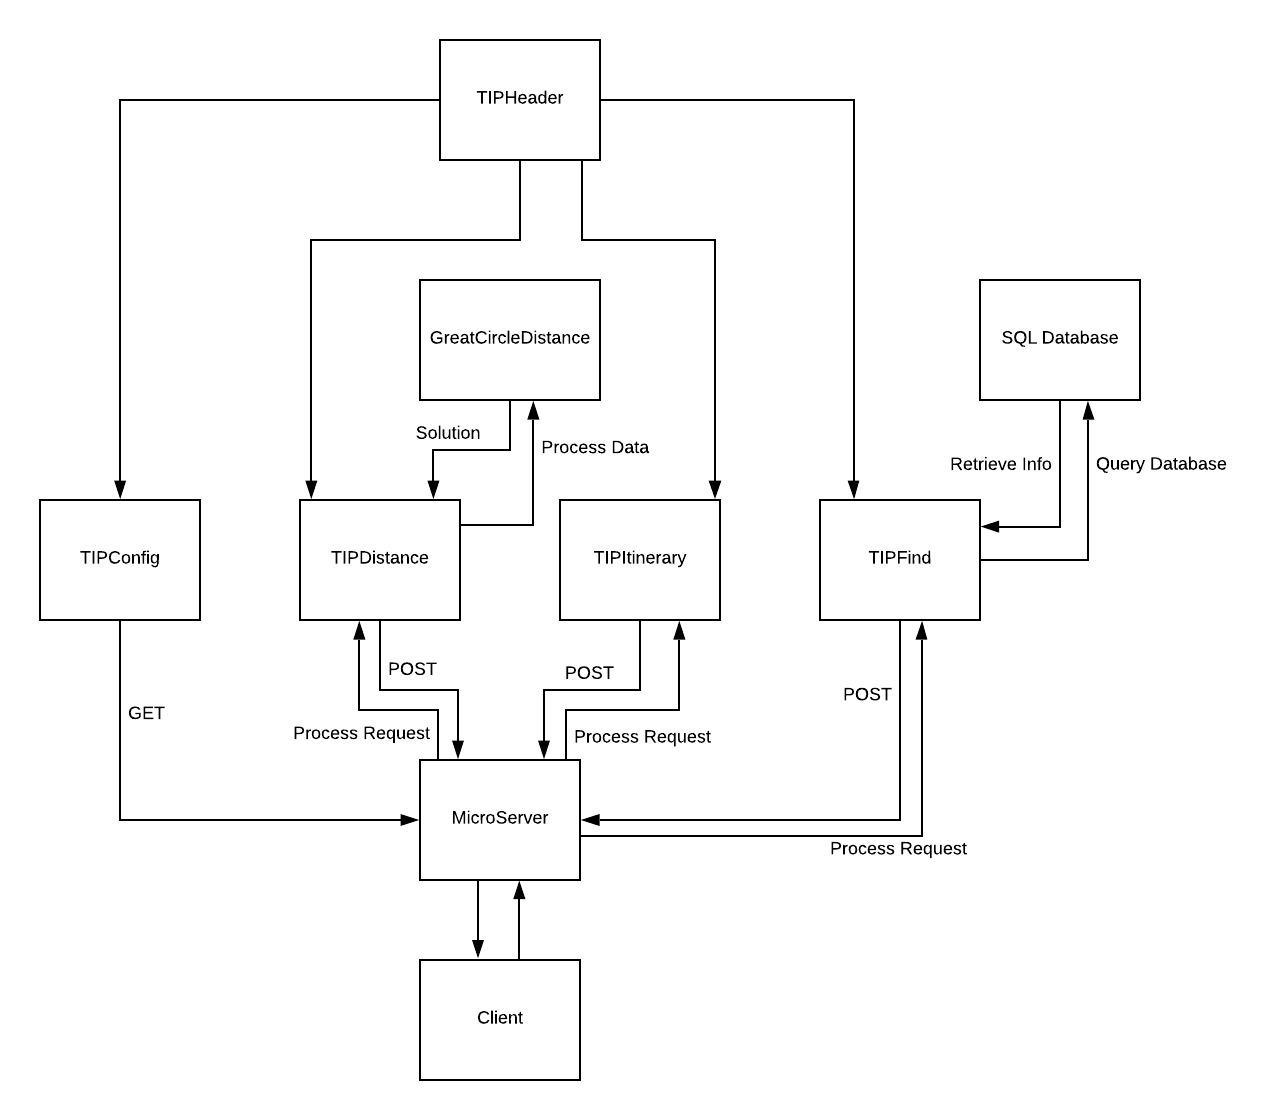 TIPHeader
GreatCircleDistance
SQL Database
Solution
Process Data
Retrieve Info
Query Database
TIPConfig
TIPDistance
TIPItinerary
TIPFind
POST
POST
POST
GET
Process Request
Process Request
MicroServer
Process Request
Client